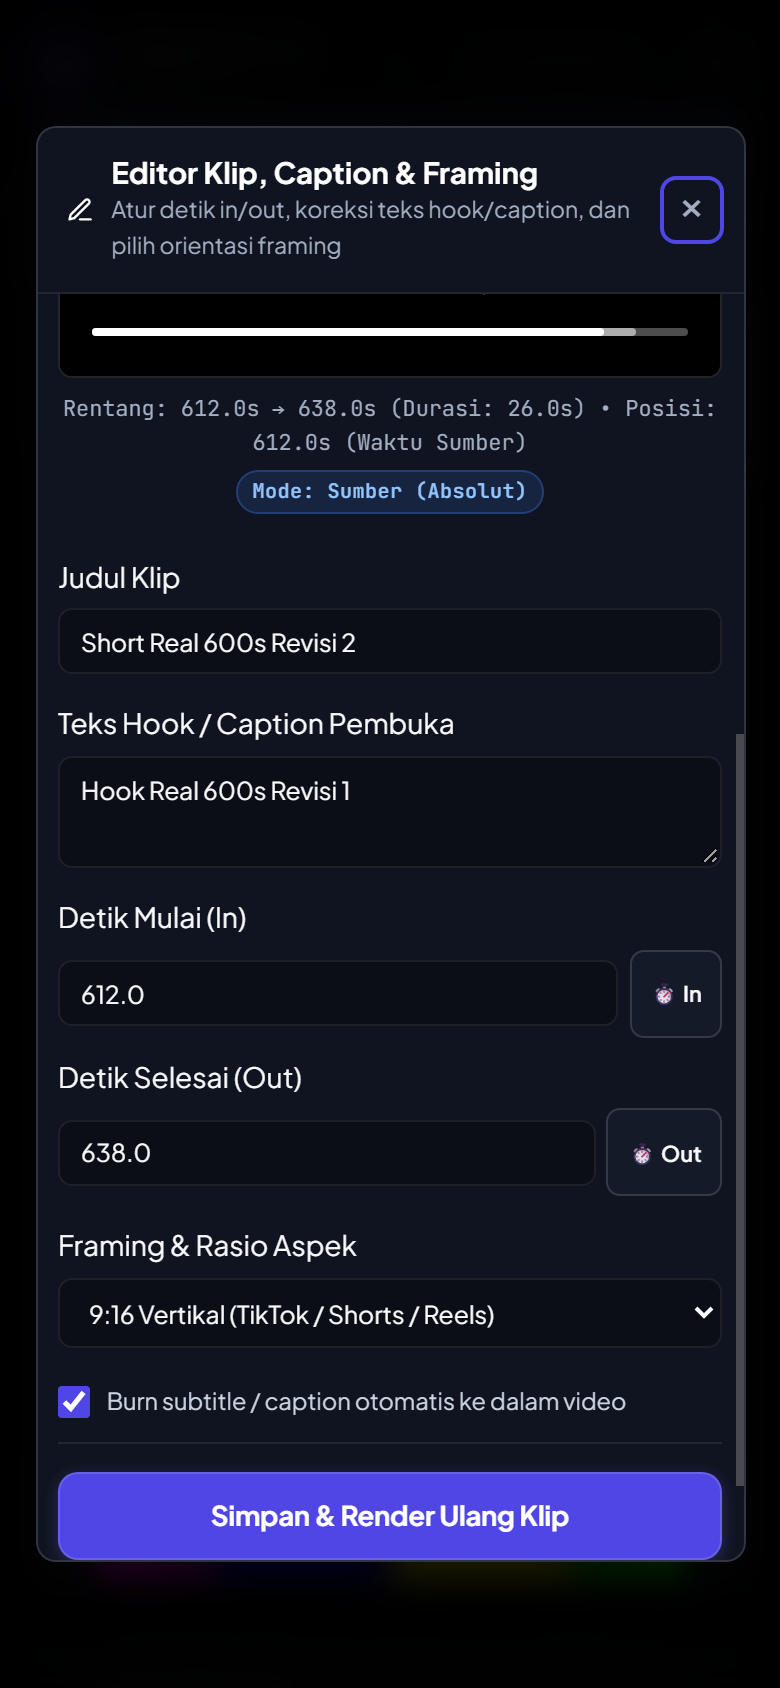 Editor Klip, Caption & Framing
Atur detik in/out, koreksi teks hook/caption, dan
pilih orientasi framing
Rentang: 612.0s → 638.0s (Durasi: 26.0s) • Posisi:
612.0s (Waktu Sumber)
Mode: Sumber (Absolut)
Judul Klip
Short Real 600s Revisi 2
Teks Hook / Caption Pembuka
Hook Real 600s Revisi 1
Detik Mulai (In)
612.0
In
Detik Selesai (Out)
638.0
Out
Framing & Rasio Aspek
9:16 Vertikal (TikTok / Shorts / Reels)
Burn subtitle / caption otomatis ke dalam video
Simpan & Render Ulang Klip